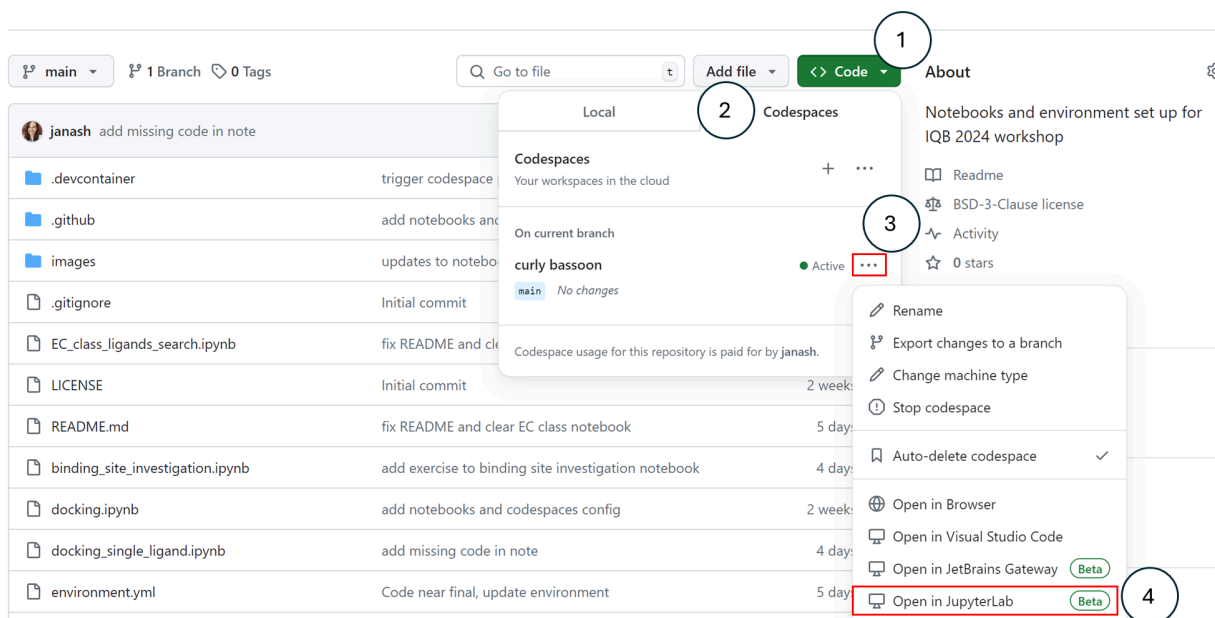 1
main
1 Branch
0 Tags
Go to file
t
Add file
Code
About
2
Local
Codespaces
Notebooks and environment set up for
IQB 2024 workshop
janash add missing code in note
Codespaces
Your workspaces in the cloud
Readme
.devcontainer
trigger codespace
BSD-3-Clause license
3
.github
add notebooks and
On current branch
Activity
images
updates to notebo
curly bassoon
Active
0 stars
main
No changes
.gitignore
Initial commit
Rename
EC_class_ligands_search.ipynb
fix README and cle
Codespace usage for this repository is paid for by janash.
Export changes to a branch
LICENSE
Initial commit
2 weeks
Change machine type
Stop codespace
README.md
fix README and clear EC class notebook
5 days
Auto-delete codespace
binding_site_investigation.ipynb
add exercise to binding site investigation notebook
4 day
Open in Browser
docking.ipynb
add notebooks and codespaces config
2 week
Open in Visual Studio Code
docking_single_ligand.ipynb
add missing code in note
4 day
Open in JetBrains Gateway
Beta
environment.yml
Code near final, update environment
5 day
Open in JupyterLab
Beta
4